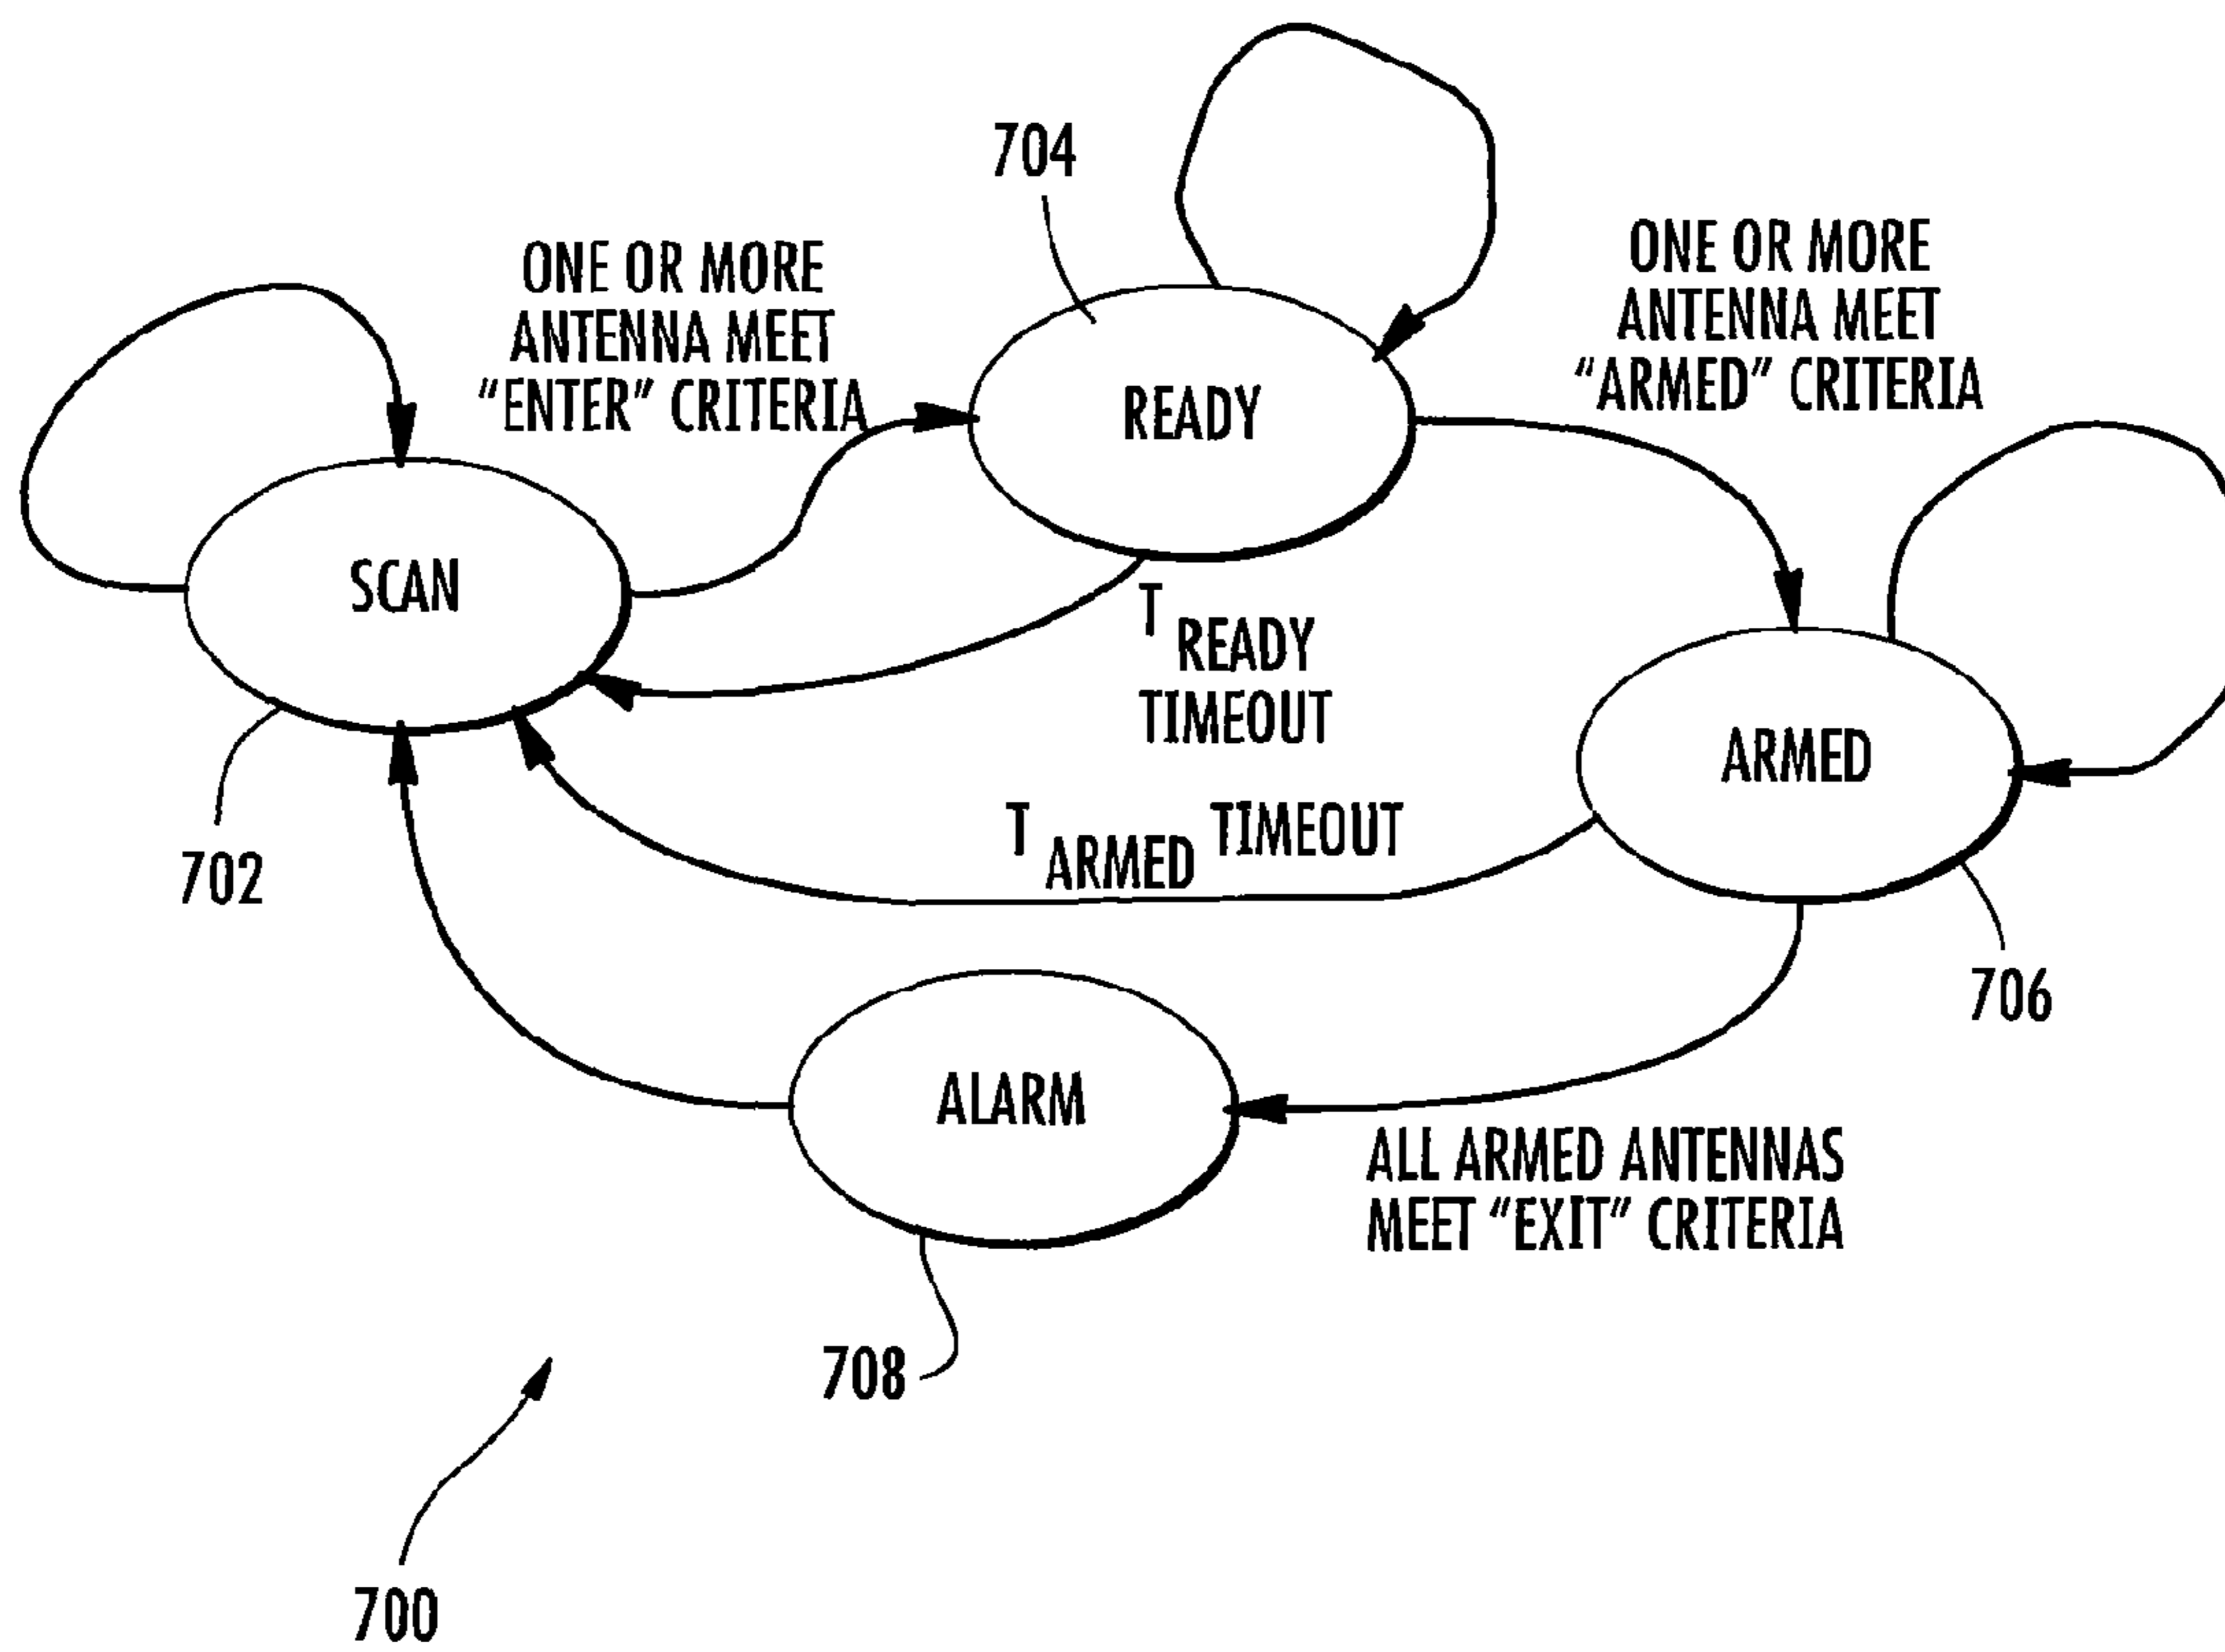 704
ONE OR MORE
ANTENNA MEET
“ENTER” CRITERIA
ONE OR MORE
ANTENNA MEET
“ARMED” CRITERIA
READY
SCAN
T READY
TIMEOUT
ARMED
T ARMED TIMEOUT
702
706
ALARM
ALL ARMED ANTENNAS
MEET “EXIT” CRITERIA
708
700